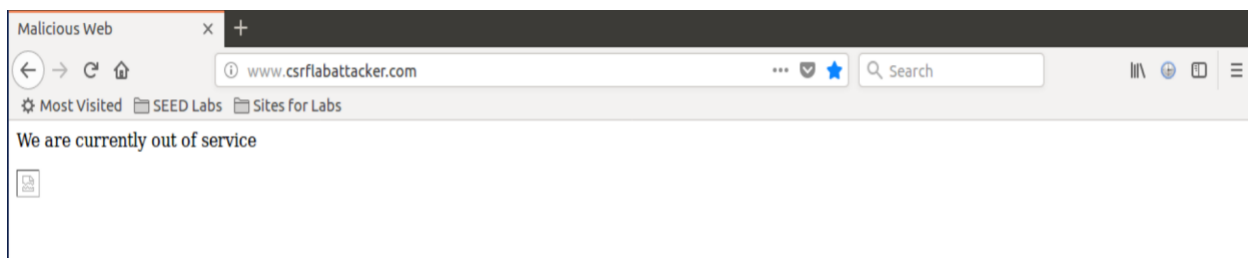 Malicious Web
www.csrflabattacker.com
Search
Most Visited SEED Labs Sites for Labs
We are currently out of service